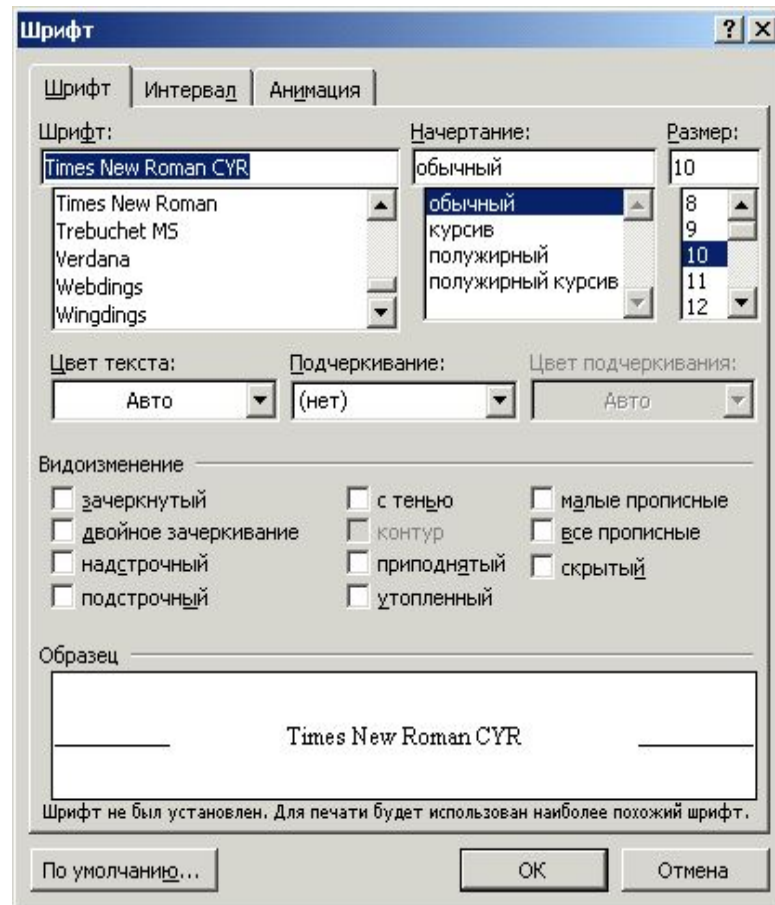 Шрифт
Шрифт Интервал Анимация
Шрифт: Начертание: Размер:
Times New Roman CYR обычный 10
Times New Roman обычный 8
Trebuchet MS курсив 9
Verdana полужирный 10
Webdings полужирный курсив 11
Wingdings 12
Цвет текста: Подчеркивание: Цвет подчеркивания:
Авто (нет) Авто
Видоизменение
зачеркнутый с тенью малые прописные
двойное зачеркивание контур все прописные
надстрочный приподнятый скрытый
подстрочный утопленный
Образец
Times New Roman CYR
Шрифт не был установлен. Для печати будет использован наиболее похожий шрифт.
По умолчанию... ОК Отмена